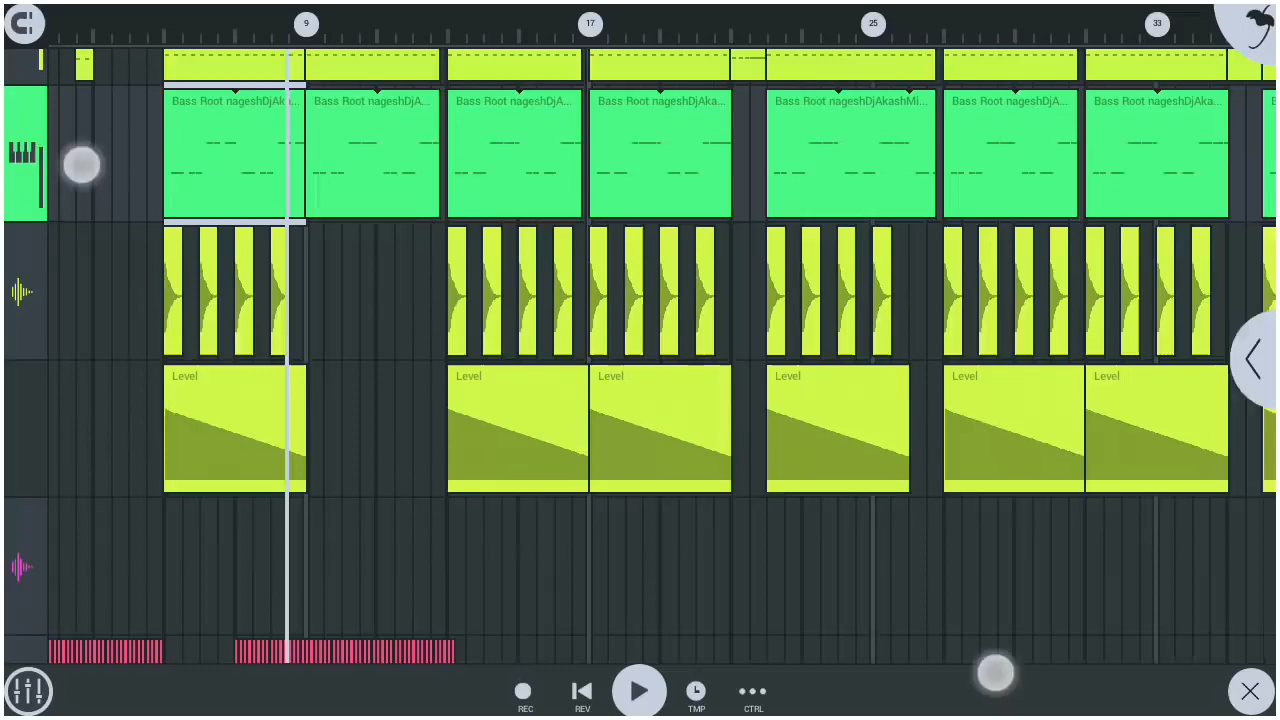 9 17 25 33
Bass Root nageshDjAk... Bass Root nageshDjA... Bass Root nageshDjA... Bass Root nageshDjAka... Bass Root nageshDjAkashMi... Bass Root nageshDjA... Bass Root nageshDjAka...
Level Level Level Level Level Level
REC REV TMP CTRL